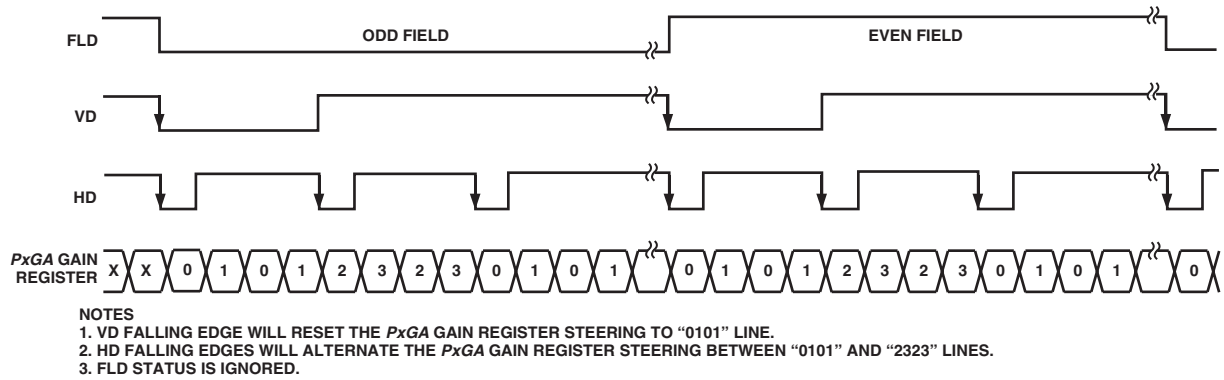 FLD ODD FIELD EVEN FIELD
VD
HD
PxGA GAIN
REGISTER X X 0 1 0 1 2 3 2 3 0 1 0 1 0 1 0 1 2 3 2 3 0 1 0 1 0
NOTES
1. VD FALLING EDGE WILL RESET THE PxGA GAIN REGISTER STEERING TO “0101” LINE.
2. HD FALLING EDGES WILL ALTERNATE THE PxGA GAIN REGISTER STEERING BETWEEN “0101” AND “2323” LINES.
3. FLD STATUS IS IGNORED.